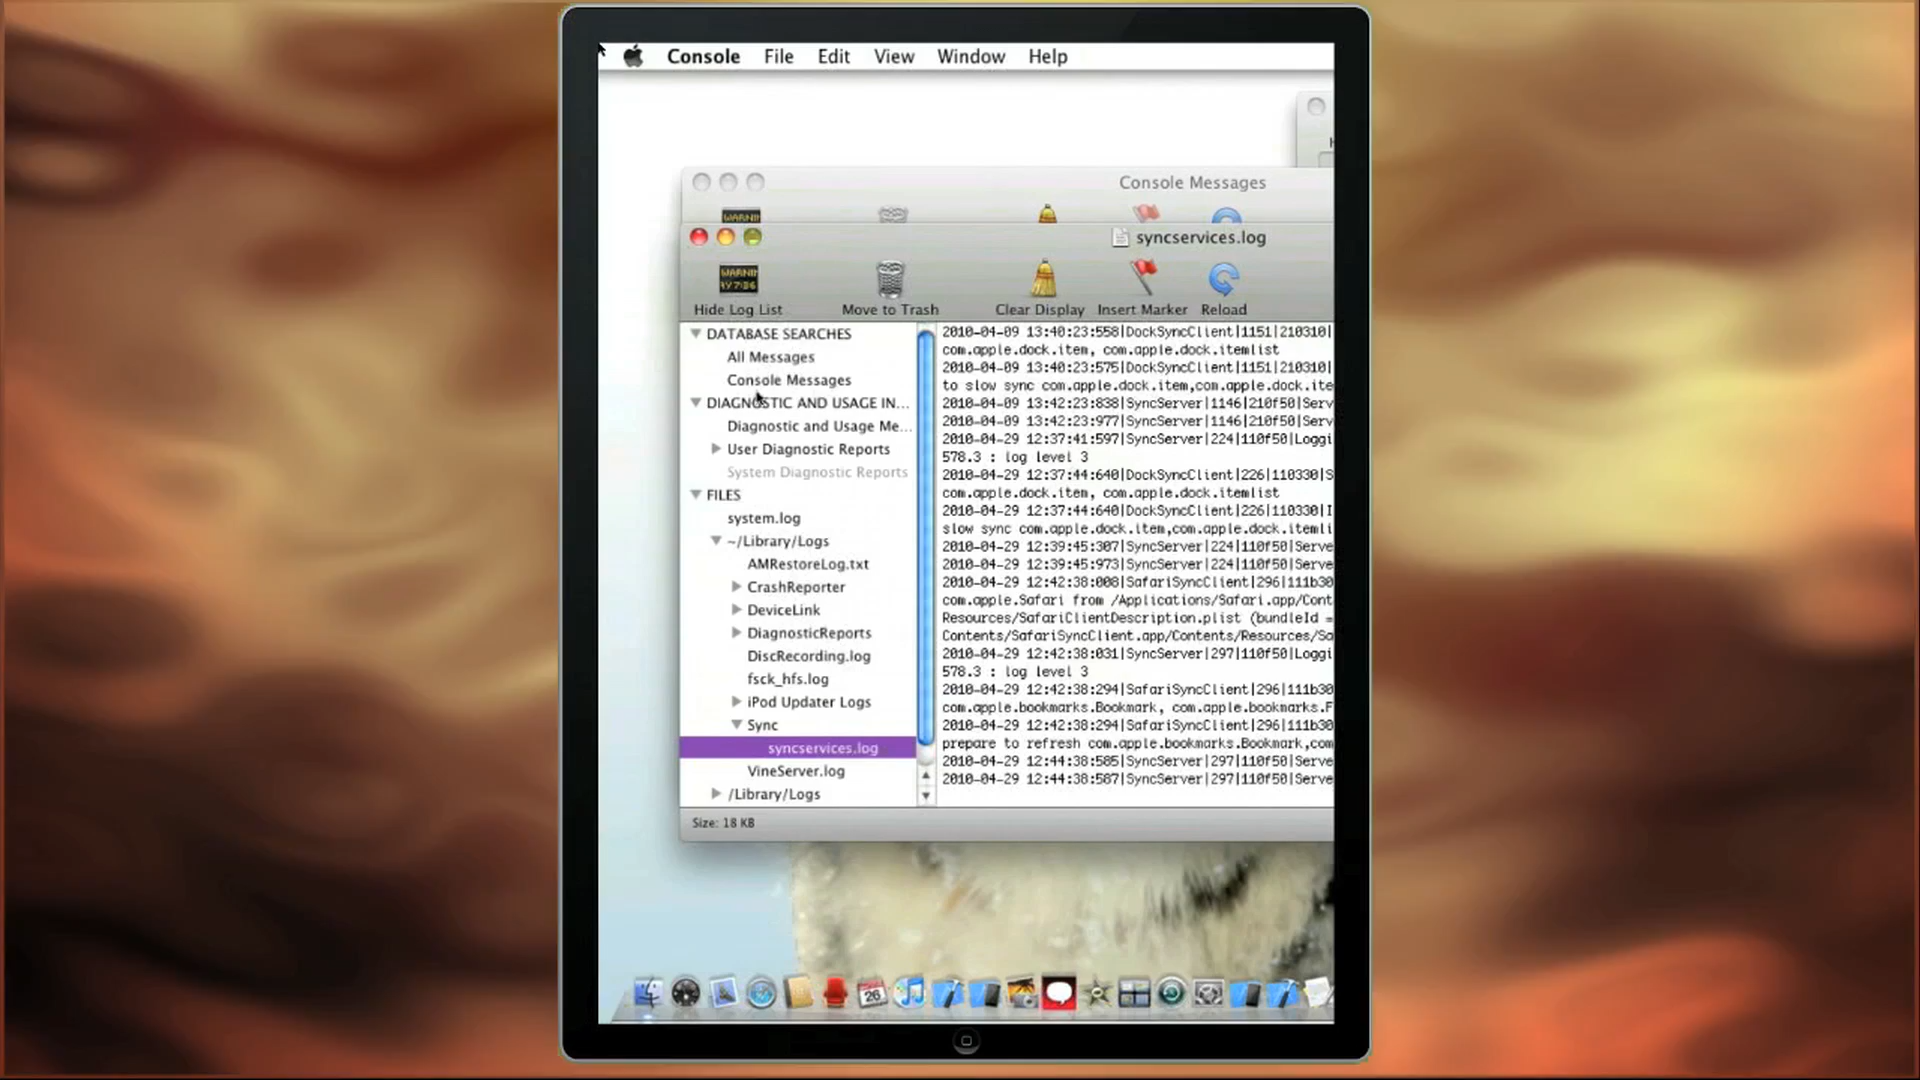 Console File Edit View Window Help
Console Messages
syncservices.log
Hide Log List Move to Trash Clear Display Insert Marker Reload
DATABASE SEARCHES
All Messages
Console Messages
DIAGNOSTIC AND USAGE IN...
Diagnostic and Usage Me...
User Diagnostic Reports
System Diagnostic Reports
FILES
system.log
~/Library/Logs
AMRestoreLog.txt
CrashReporter
DeviceLink
DiagnosticReports
DiscRecording.log
fsck_hfs.log
iPod Updater Logs
Sync
syncservices.log
VineServer.log
/Library/Logs
2010-04-09 13:40:23:558|DockSyncClient|1151|210310|
com.apple.dock.item, com.apple.dock.itemlist
2010-04-09 13:40:23:575|DockSyncClient|1151|210310|
to slow sync com.apple.dock.item,com.apple.dock.ite
2010-04-09 13:42:23:838|SyncServer|1146|210f50|Serv
2010-04-09 13:42:23:977|SyncServer|1146|210f50|Serv
2010-04-29 12:37:41:597|SyncServer|224|110f50|Loggi
578.3 : log level 3
2010-04-29 12:37:44:640|DockSyncClient|226|110330|S
com.apple.dock.item, com.apple.dock.itemlist
2010-04-29 12:37:44:640|DockSyncClient|226|110330|I
slow sync com.apple.dock.item,com.apple.dock.itemli
2010-04-29 12:39:45:307|SyncServer|224|110f50|Serve
2010-04-29 12:39:45:973|SyncServer|224|110f50|Serve
2010-04-29 12:42:38:008|SafariSyncClient|296|111b30
com.apple.Safari from /Applications/Safari.app/Cont
Resources/SafariClientDescription.plist (bundleId =
Contents/SafariSyncClient.app/Contents/Resources/Sa
2010-04-29 12:42:38:031|SyncServer|297|110f50|Loggi
578.3 : log level 3
2010-04-29 12:42:38:294|SafariSyncClient|296|111b30
com.apple.bookmarks.Bookmark, com.apple.bookmarks.F
2010-04-29 12:42:38:294|SafariSyncClient|296|111b30
prepare to refresh com.apple.bookmarks.Bookmark,com
2010-04-29 12:44:38:585|SyncServer|297|110f50|Serve
2010-04-29 12:44:38:587|SyncServer|297|110f50|Serve
Size: 18 KB
26